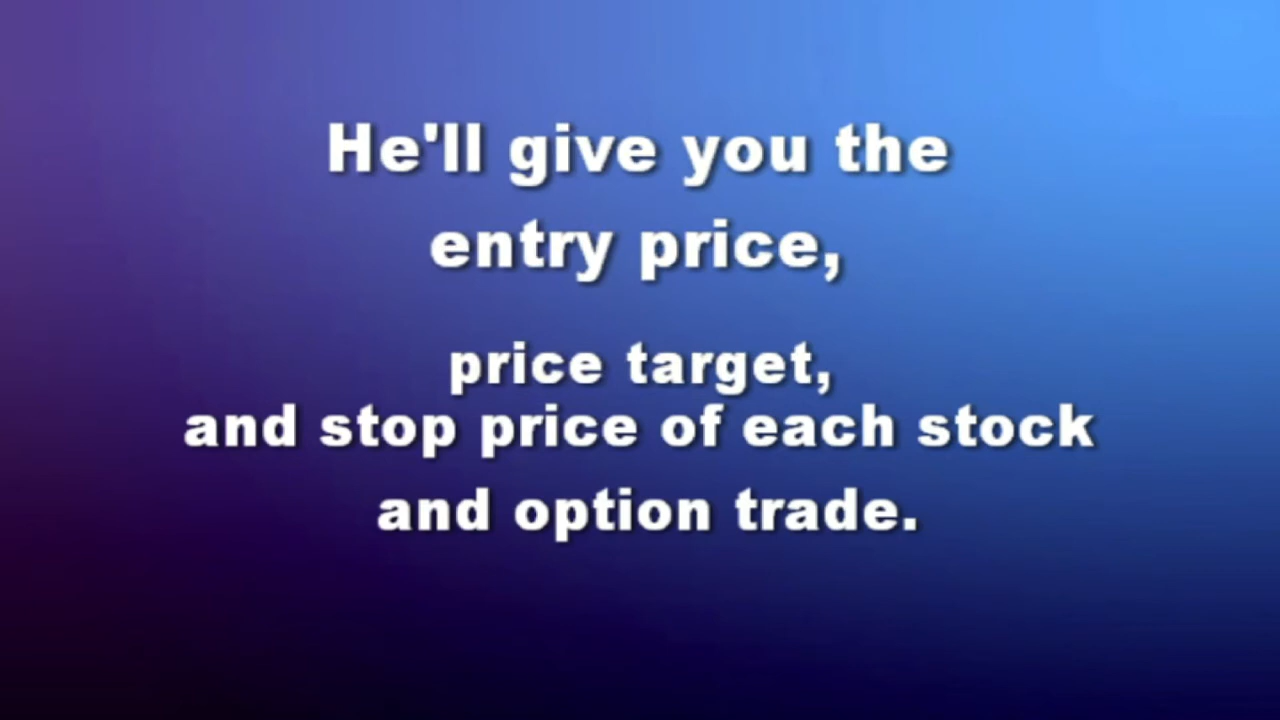 He'll give you the
entry price,
price target,
and stop price of each stock
and option trade.